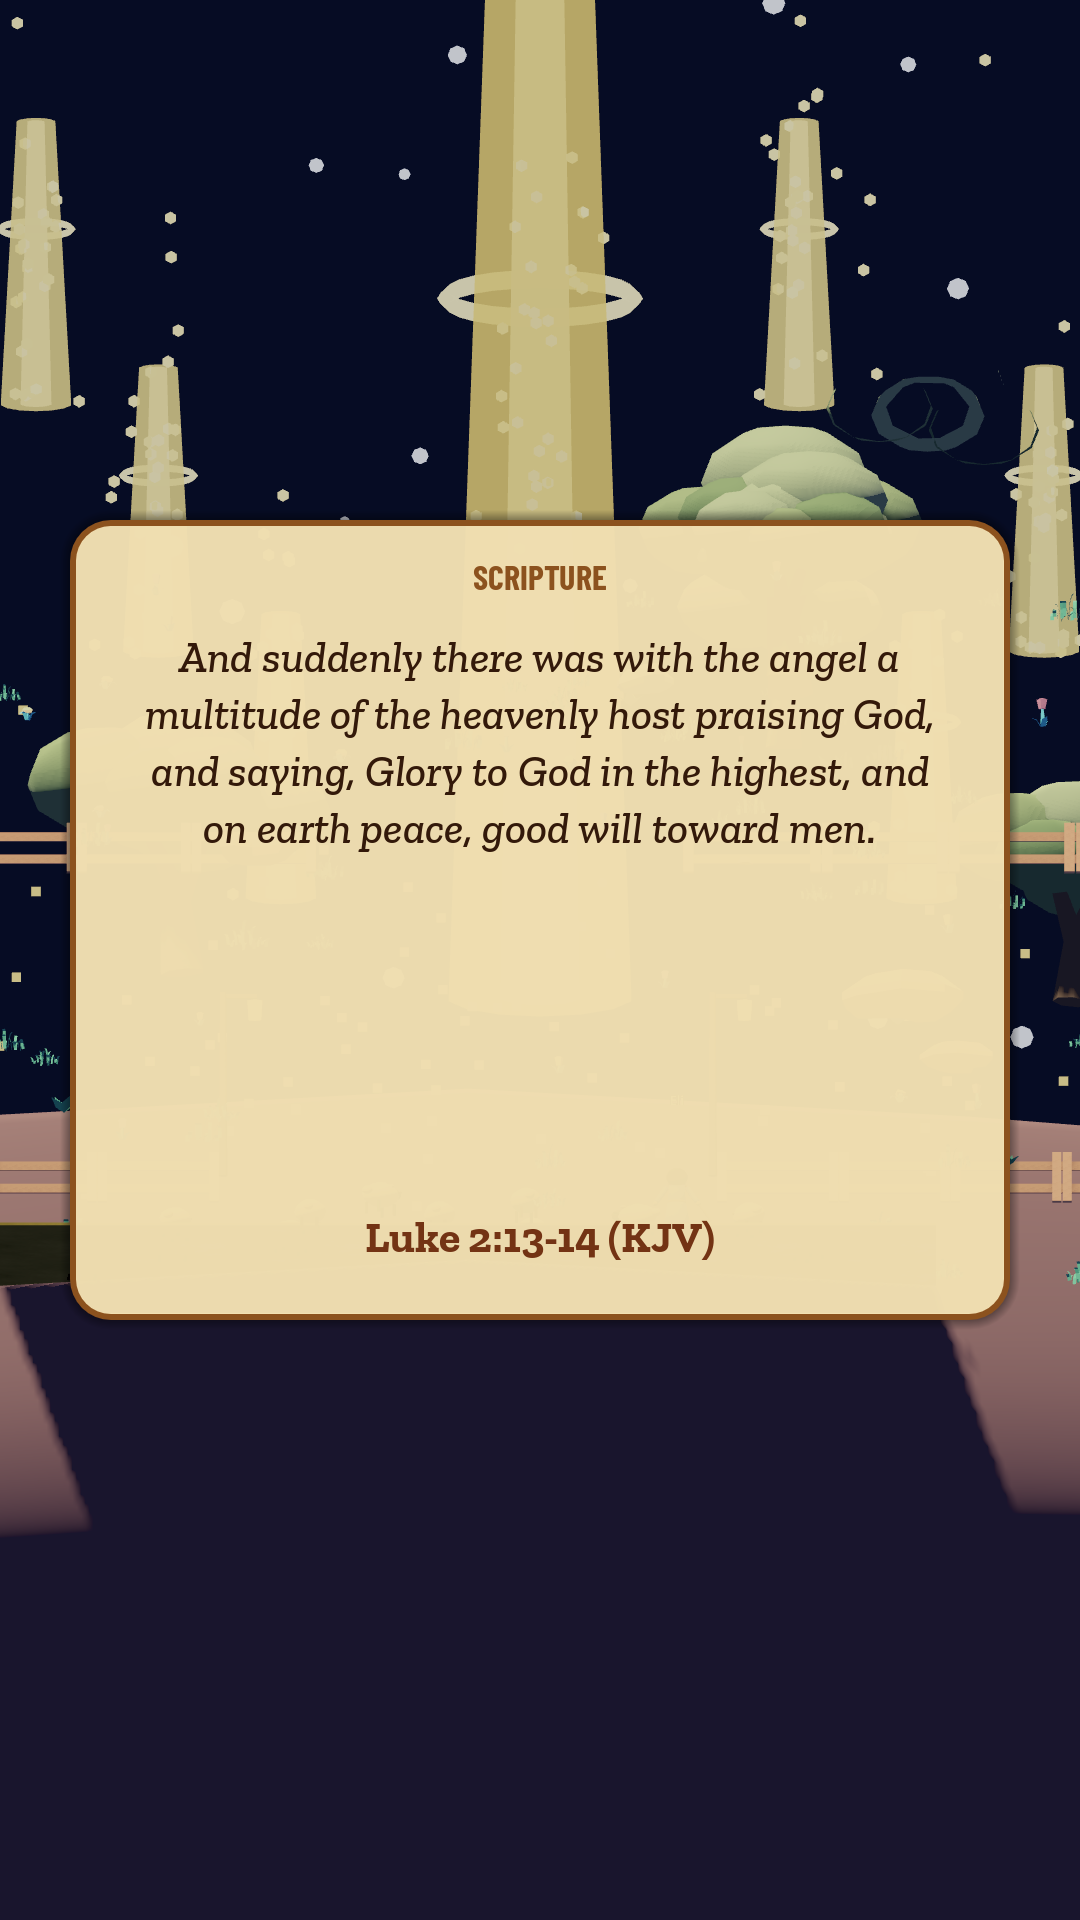 SCRIPTURE
And suddenly there was with the angel a
multitude of the heavenly host praising God,
and saying, Glory to God in the highest, and
on earth peace, good will toward men.
Luke 2:13-14 (KJV)